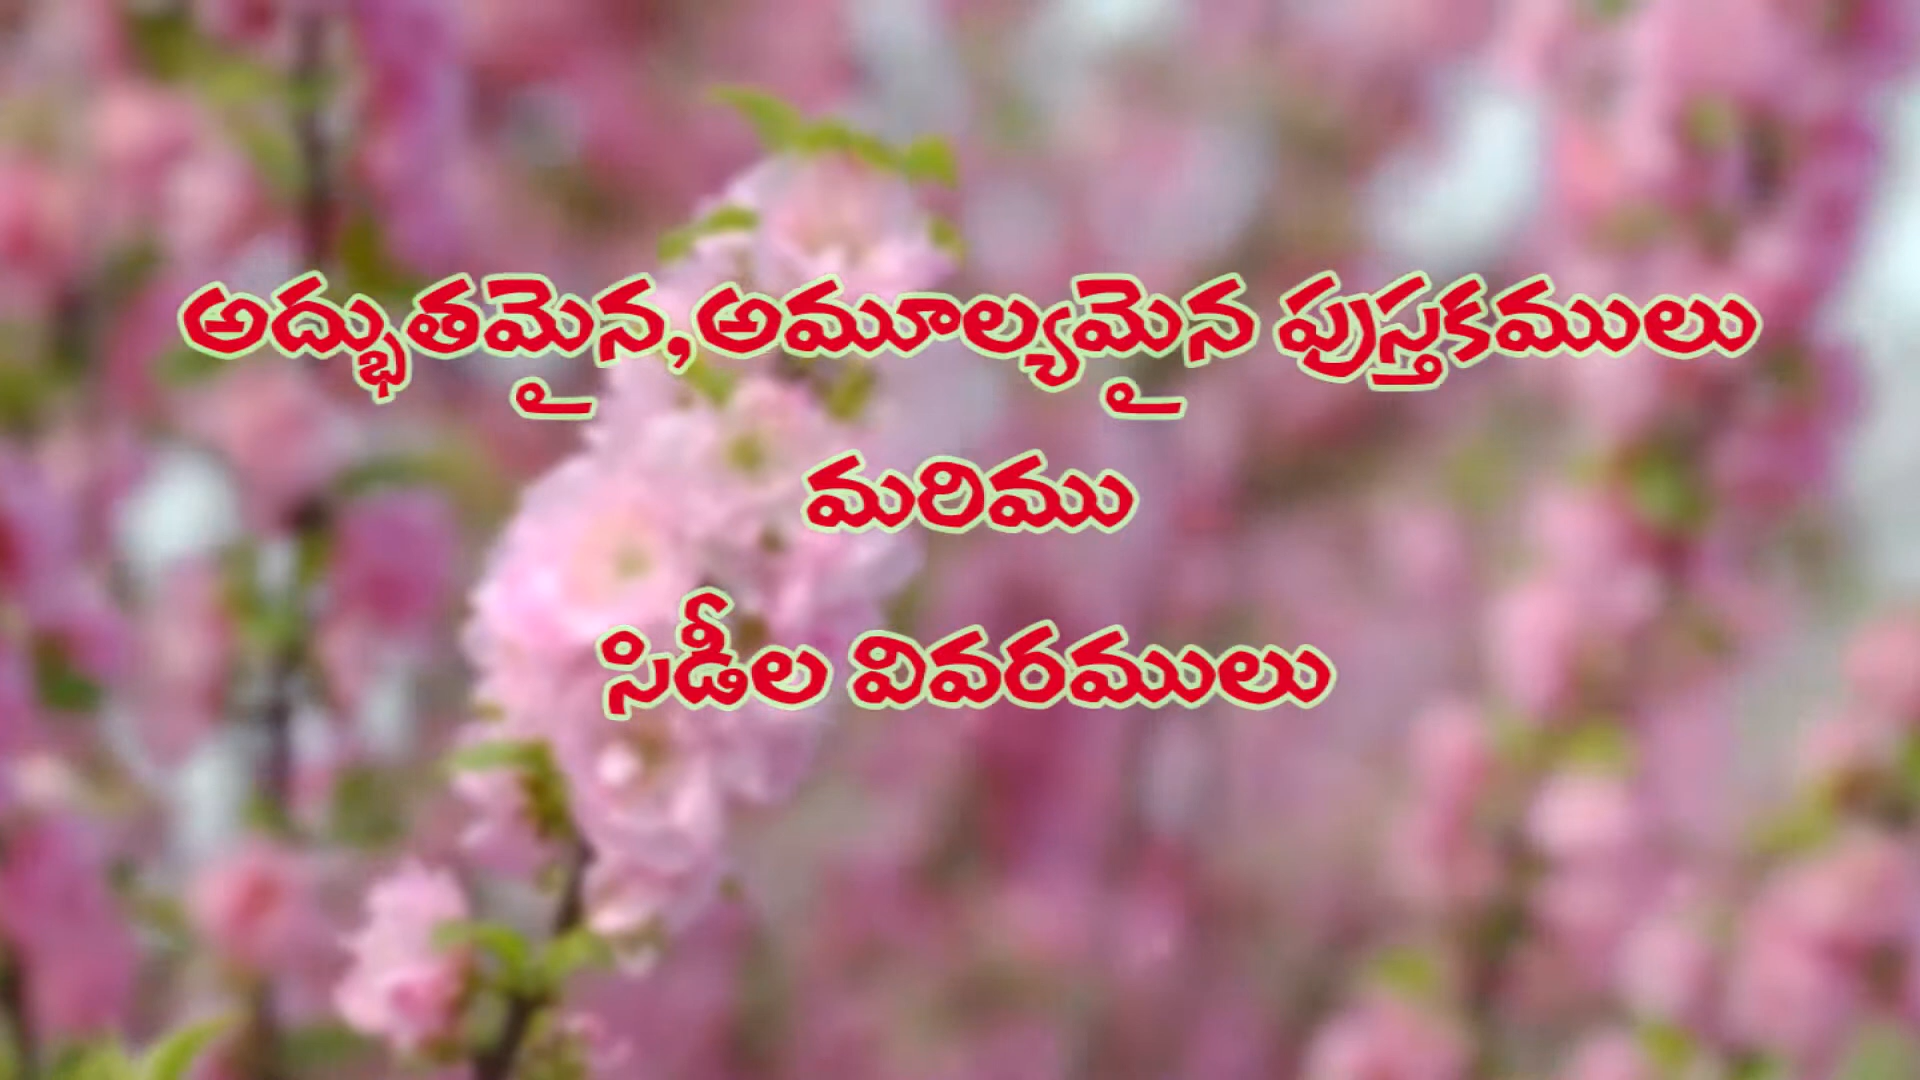 అద్భుతమైన,అమూల్యమైన పుస్తకములు
మరిము
సిడీల వివరములు